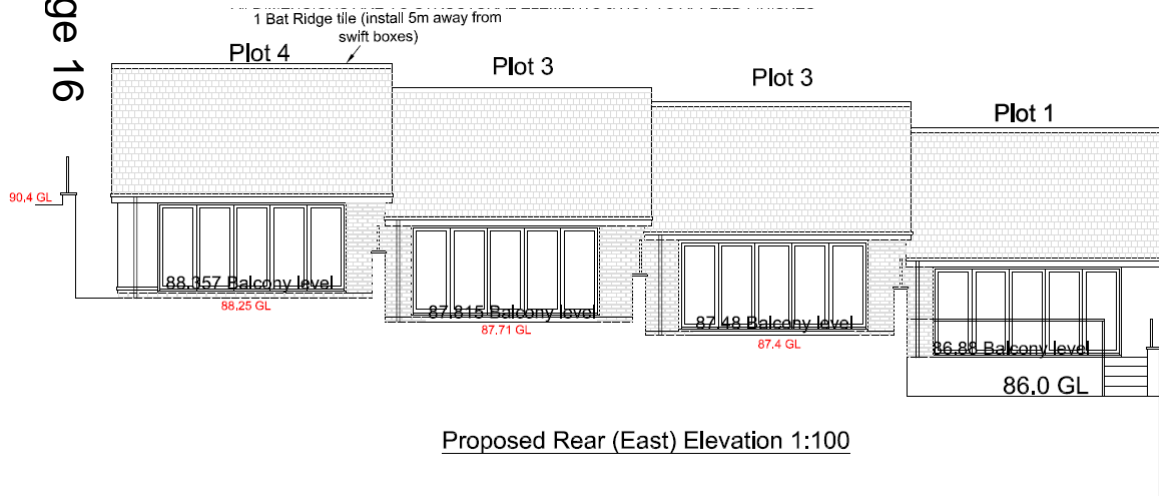 ge 16
1 Bat Ridge tile (install 5m away from
swift boxes)
Plot 4
Plot 3
Plot 3
Plot 1
90.4 GL
88.357 Balcony level
88.25 GL
87.815 Balcony level
87.71 GL
87.48 Balcony level
87.4 GL
86.88 Balcony level
86.0 GL
Proposed Rear (East) Elevation 1:100